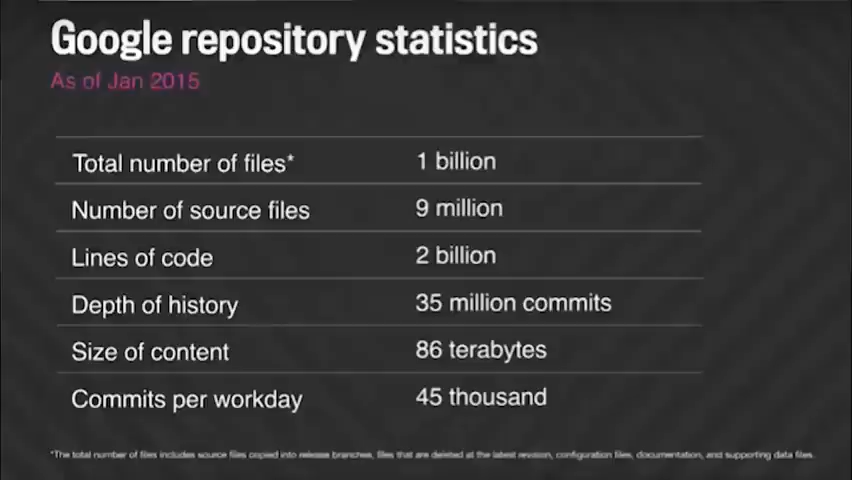 Google repository statistics
As of Jan 2015
Total number of files* 1 billion
Number of source files 9 million
Lines of code 2 billion
Depth of history 35 million commits
Size of content 86 terabytes
Commits per workday 45 thousand
*The total number of files includes source files copied into release branches, files that are deleted at the latest revision, configuration files, documentation, and supporting data files.